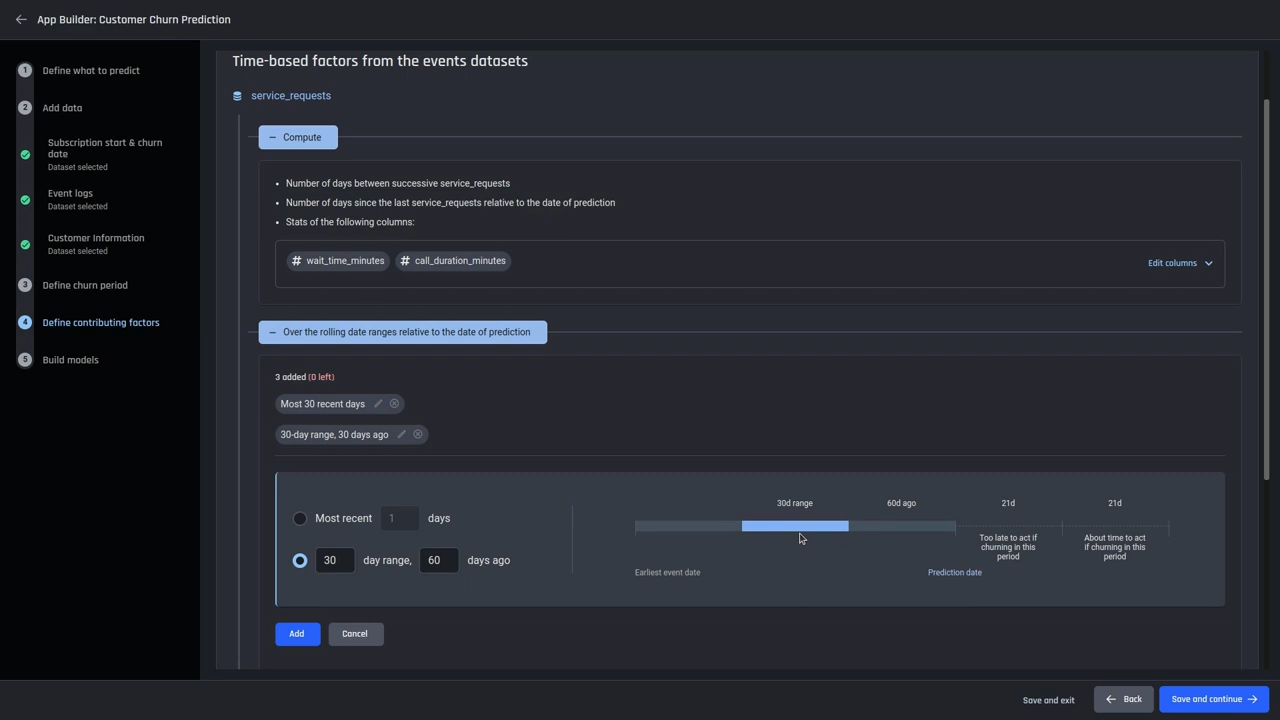 App Builder: Customer Churn Prediction
1 Define what to predict
2 Add data
Subscription start & churn
date
Dataset selected
Event logs
Dataset selected
Customer Information
Dataset selected
3 Define churn period
4 Define contributing factors
5 Build models
Time-based factors from the events datasets
service_requests
Compute
• Number of days between successive service_requests
• Number of days since the last service_requests relative to the date of prediction
• Stats of the following columns:
# wait_time_minutes # call_duration_minutes Edit columns
Over the rolling date ranges relative to the date of prediction
3 added (0 left)
Most 30 recent days
30-day range, 30 days ago
Most recent 1 days
30 day range, 60 days ago
30d range 60d ago 21d 21d
Too late to act if
churning in this
period
About time to act
if churning in this
period
Earliest event date Prediction date
Add Cancel
Save and exit Back Save and continue